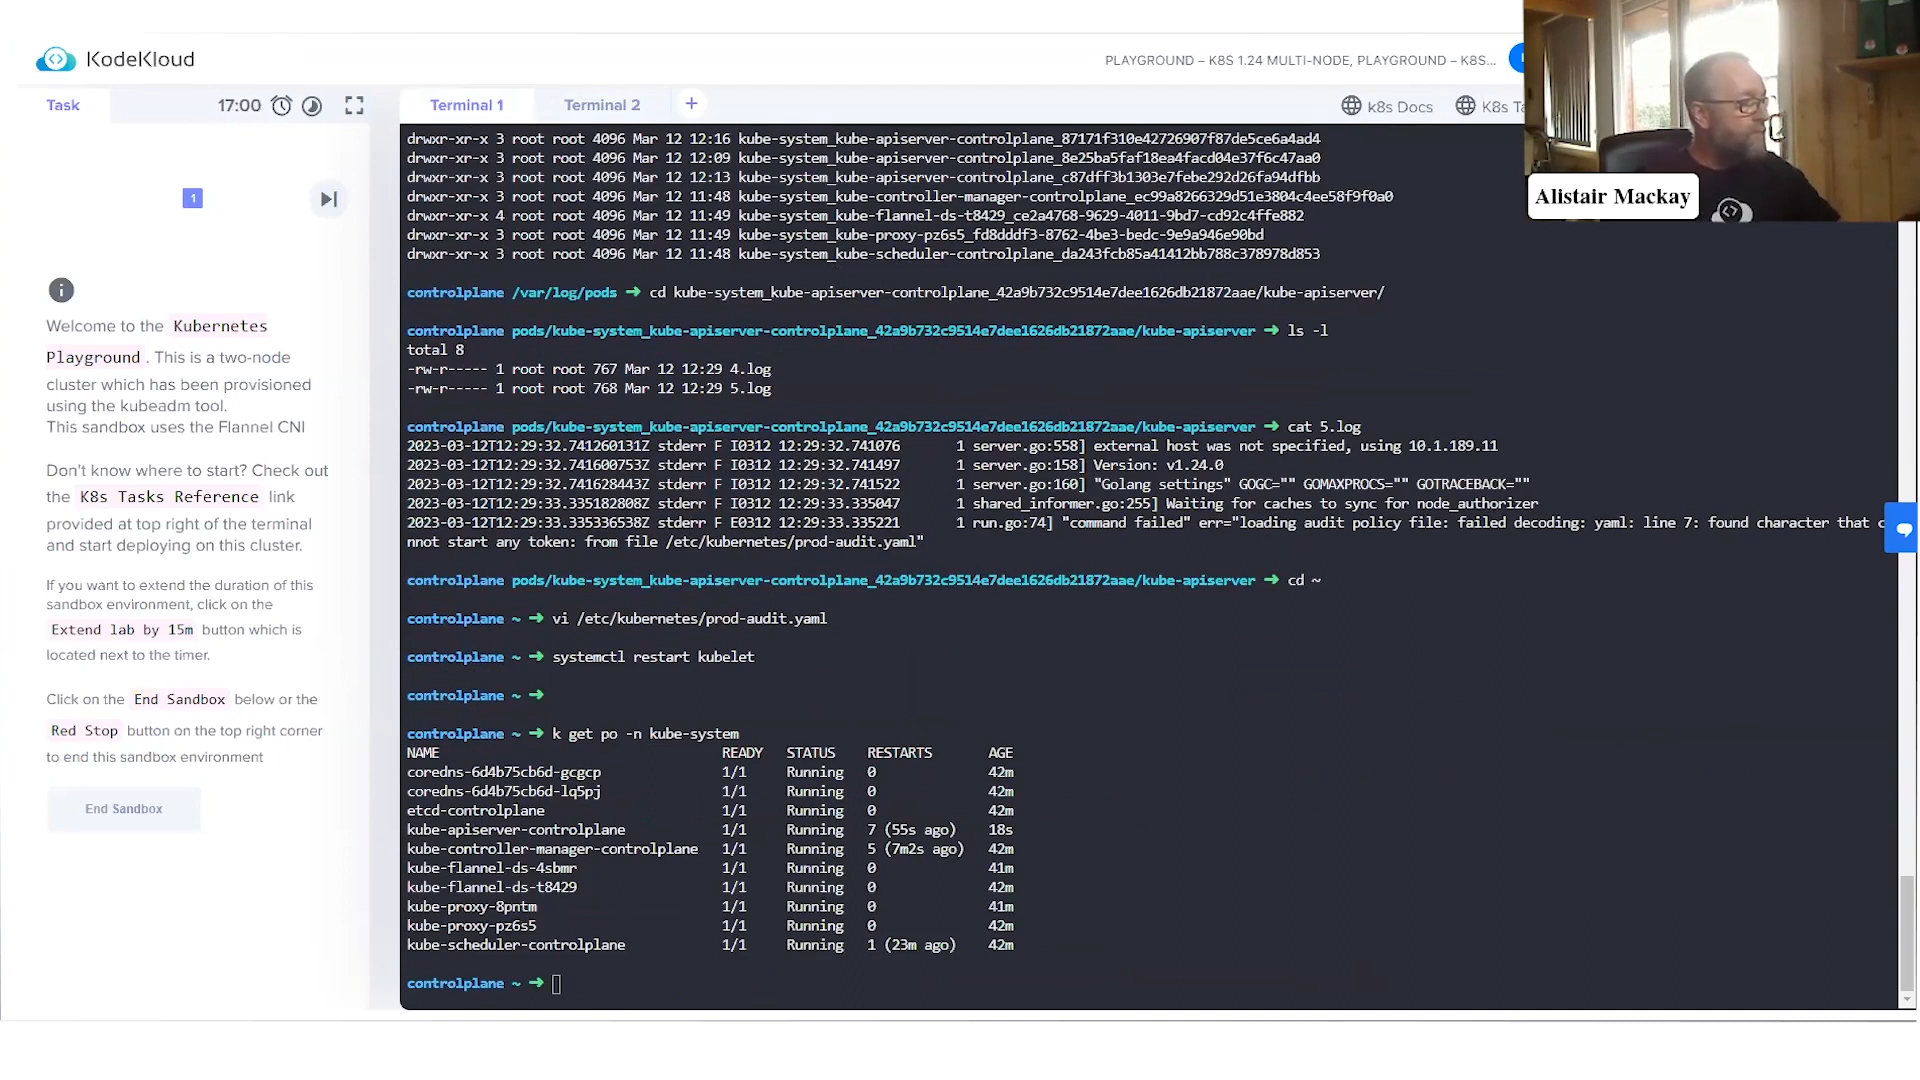 KodeKloud
PLAYGROUND – K8S 1.24 MULTI-NODE, PLAYGROUND – K8S...
Task
17:00
Terminal 1
Terminal 2
+
k8s Docs
K8s Ta
Alistair Mackay
1
Welcome to the Kubernetes
Playground . This is a two-node
cluster which has been provisioned
using the kubeadm tool.
This sandbox uses the Flannel CNI
Don't know where to start? Check out
the K8s Tasks Reference link
provided at top right of the terminal
and start deploying on this cluster.
If you want to extend the duration of this
sandbox environment, click on the
Extend lab by 15m button which is
located next to the timer.
Click on the End Sandbox below or the
Red Stop button on the top right corner
to end this sandbox environment
End Sandbox
drwxr-xr-x 3 root root 4096 Mar 12 12:16 kube-system_kube-apiserver-controlplane_87171f310e42726907f87de5ce6a4ad4
drwxr-xr-x 3 root root 4096 Mar 12 12:09 kube-system_kube-apiserver-controlplane_8e25ba5faf18ea4facd04e37f6c47aa0
drwxr-xr-x 3 root root 4096 Mar 12 12:13 kube-system_kube-apiserver-controlplane_c87dff3b1303e7febe292d26fa94dfbb
drwxr-xr-x 3 root root 4096 Mar 12 11:48 kube-system_kube-controller-manager-controlplane_ec99a8266329d51e3804c4ee58f9f0a0
drwxr-xr-x 4 root root 4096 Mar 12 11:49 kube-system_kube-flannel-ds-t8429_ce2a4768-9629-4011-9bd7-cd92c4ffe882
drwxr-xr-x 3 root root 4096 Mar 12 11:49 kube-system_kube-proxy-pz6s5_fd8dddf3-8762-4be3-bedc-9e9a946e90bd
drwxr-xr-x 3 root root 4096 Mar 12 11:48 kube-system_kube-scheduler-controlplane_da243fcb85a41412bb788c378978d853
controlplane /var/log/pods ➜ cd kube-system_kube-apiserver-controlplane_42a9b732c9514e7dee1626db21872aae/kube-apiserver/
controlplane pods/kube-system_kube-apiserver-controlplane_42a9b732c9514e7dee1626db21872aae/kube-apiserver ➜ ls -l
total 8
-rw-r----- 1 root root 767 Mar 12 12:29 4.log
-rw-r----- 1 root root 768 Mar 12 12:29 5.log
controlplane pods/kube-system_kube-apiserver-controlplane_42a9b732c9514e7dee1626db21872aae/kube-apiserver ➜ cat 5.log
2023-03-12T12:29:32.741260131Z stderr F I0312 12:29:32.741076 1 server.go:558] external host was not specified, using 10.1.189.11
2023-03-12T12:29:32.741600753Z stderr F I0312 12:29:32.741497 1 server.go:158] Version: v1.24.0
2023-03-12T12:29:32.741628443Z stderr F I0312 12:29:32.741522 1 server.go:160] "Golang settings" GOGC="" GOMAXPROCS="" GOTRACEBACK=""
2023-03-12T12:29:33.335182808Z stderr F I0312 12:29:33.335047 1 shared_informer.go:255] Waiting for caches to sync for node_authorizer
2023-03-12T12:29:33.335336538Z stderr F E0312 12:29:33.335221 1 run.go:74] "command failed" err="loading audit policy file: failed decoding: yaml: line 7: found character that c
nnot start any token: from file /etc/kubernetes/prod-audit.yaml"
controlplane pods/kube-system_kube-apiserver-controlplane_42a9b732c9514e7dee1626db21872aae/kube-apiserver ➜ cd ~
controlplane ~ ➜ vi /etc/kubernetes/prod-audit.yaml
controlplane ~ ➜ systemctl restart kubelet
controlplane ~ ➜
controlplane ~ ➜ k get po -n kube-system
NAME READY STATUS RESTARTS AGE
coredns-6d4b75cb6d-gcgcp 1/1 Running 0 42m
coredns-6d4b75cb6d-lq5pj 1/1 Running 0 42m
etcd-controlplane 1/1 Running 0 42m
kube-apiserver-controlplane 1/1 Running 7 (55s ago) 18s
kube-controller-manager-controlplane 1/1 Running 5 (7m2s ago) 42m
kube-flannel-ds-4sbmr 1/1 Running 0 41m
kube-flannel-ds-t8429 1/1 Running 0 42m
kube-proxy-8pntm 1/1 Running 0 41m
kube-proxy-pz6s5 1/1 Running 0 42m
kube-scheduler-controlplane 1/1 Running 1 (23m ago) 42m
controlplane ~ ➜